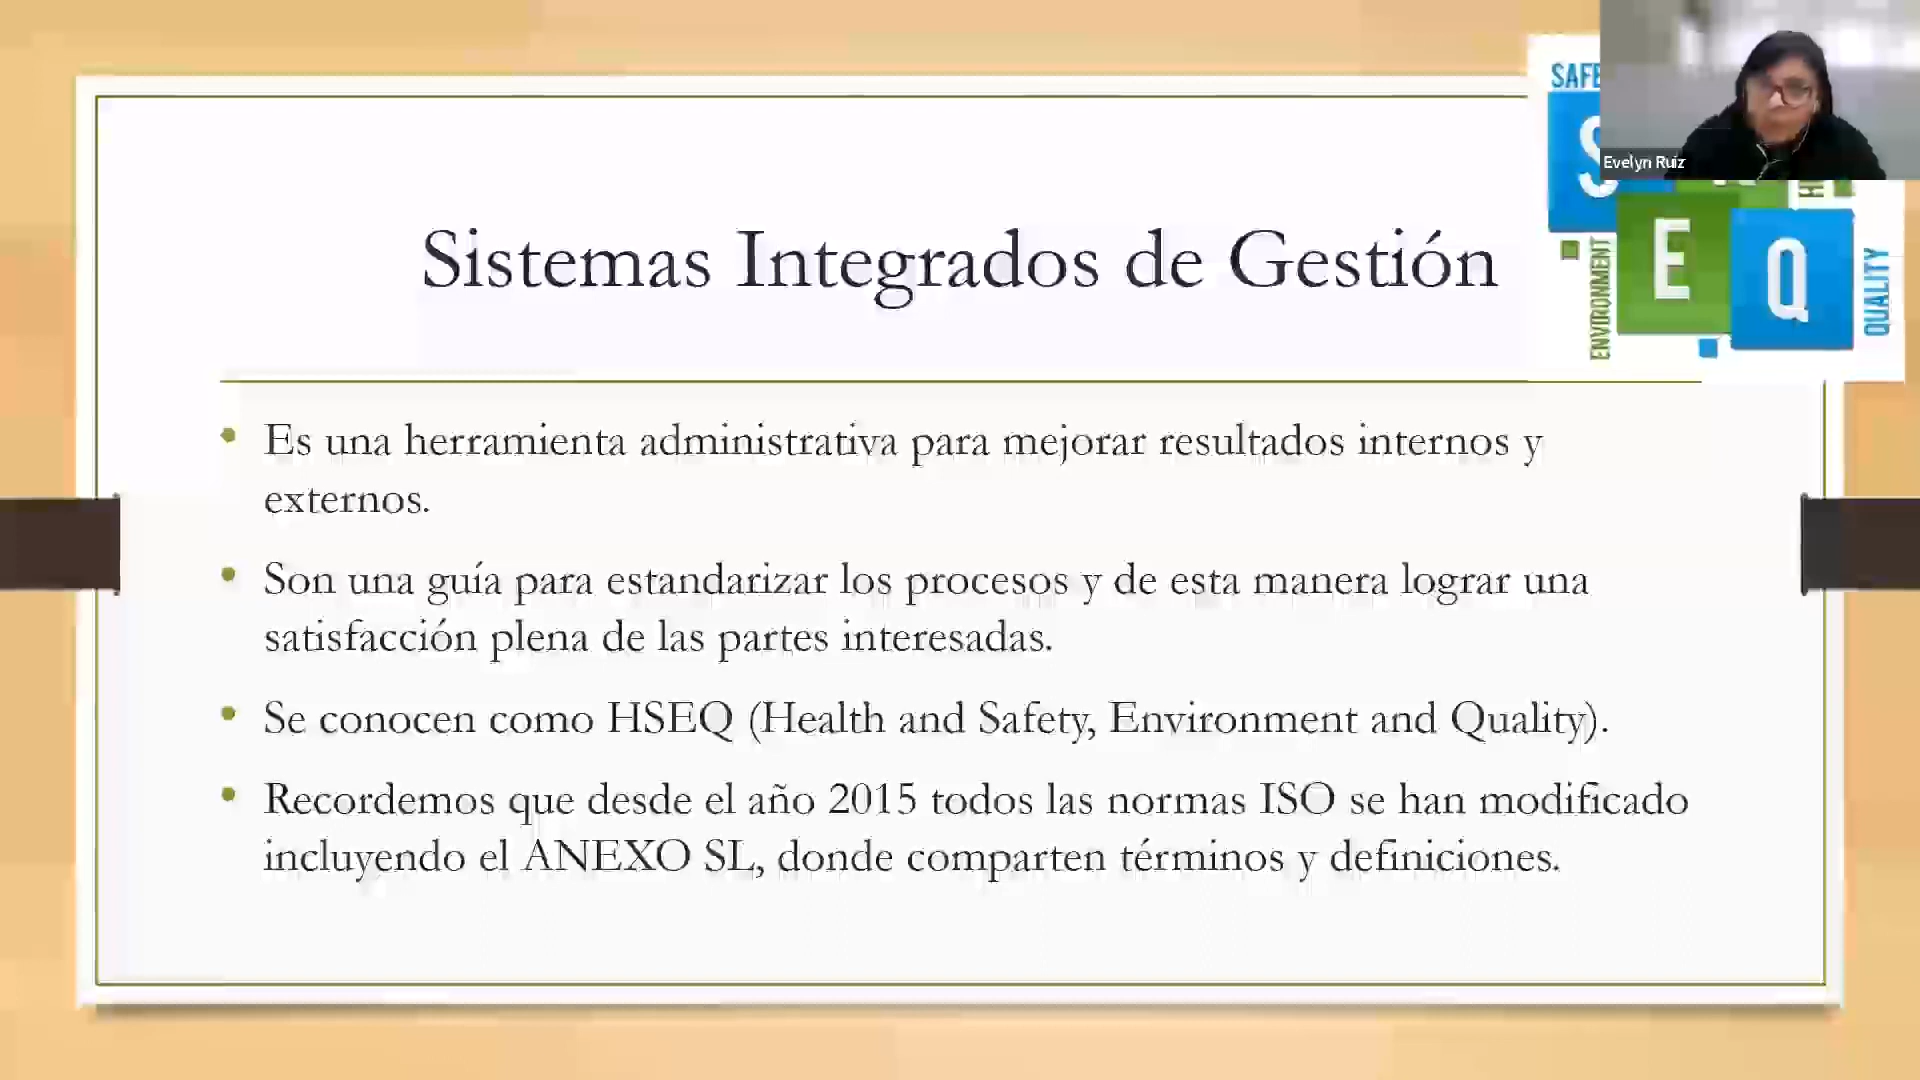 SAFE
Evelyn Ruiz
S
E
Q
ENVIRONMENT
QUALITY
Sistemas Integrados de Gestión
Es una herramienta administrativa para mejorar resultados internos y
externos.
Son una guía para estandarizar los procesos y de esta manera lograr una
satisfacción plena de las partes interesadas.
Se conocen como HSEQ (Health and Safety, Environment and Quality).
Recordemos que desde el año 2015 todos las normas ISO se han modificado
incluyendo el ANEXO SL, donde comparten términos y definiciones.